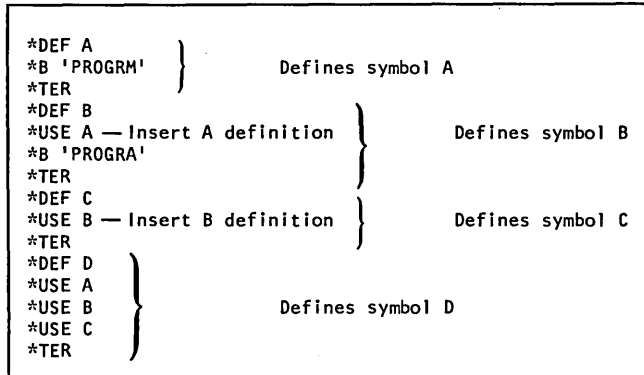 *DEF A
*B 'PROGRM' Defines symbol A
*TER
*DEF B
*USE A — Insert A definition Defines symbol B
*B 'PROGRA'
*TER
*DEF C
*USE B — Insert B definition Defines symbol C
*TER
*DEF D
*USE A
*USE B Defines symbol D
*USE C
*TER